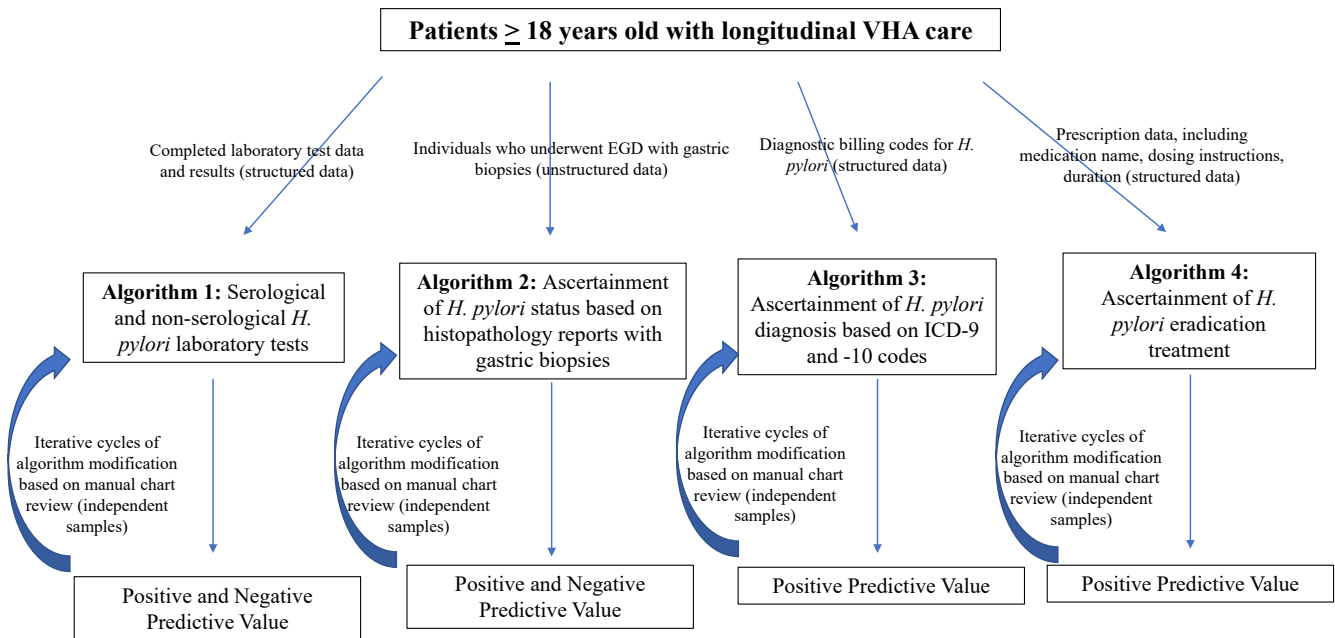 Patients ≥ 18 years old with longitudinal VHA care
Completed laboratory test data
and results (structured data)
Individuals who underwent EGD with gastric
biopsies (unstructured data)
Diagnostic billing codes for H.
pylori (structured data)
Prescription data, including
medication name, dosing instructions,
duration (structured data)
Algorithm 1: Serological
and non-serological H.
pylori laboratory tests
Algorithm 2: Ascertainment
of H. pylori status based on
histopathology reports with
gastric biopsies
Algorithm 3:
Ascertainment of H. pylori
diagnosis based on ICD-9
and -10 codes
Algorithm 4:
Ascertainment of H.
pylori eradication
treatment
Iterative cycles of
algorithm modification
based on manual chart
review (independent
samples)
Iterative cycles of
algorithm modification
based on manual chart
review (independent
samples)
Iterative cycles of
algorithm modification
based on manual chart
review (independent
samples)
Iterative cycles of
algorithm modification
based on manual chart
review (independent
samples)
Positive and Negative
Predictive Value
Positive and Negative
Predictive Value
Positive Predictive Value
Positive Predictive Value